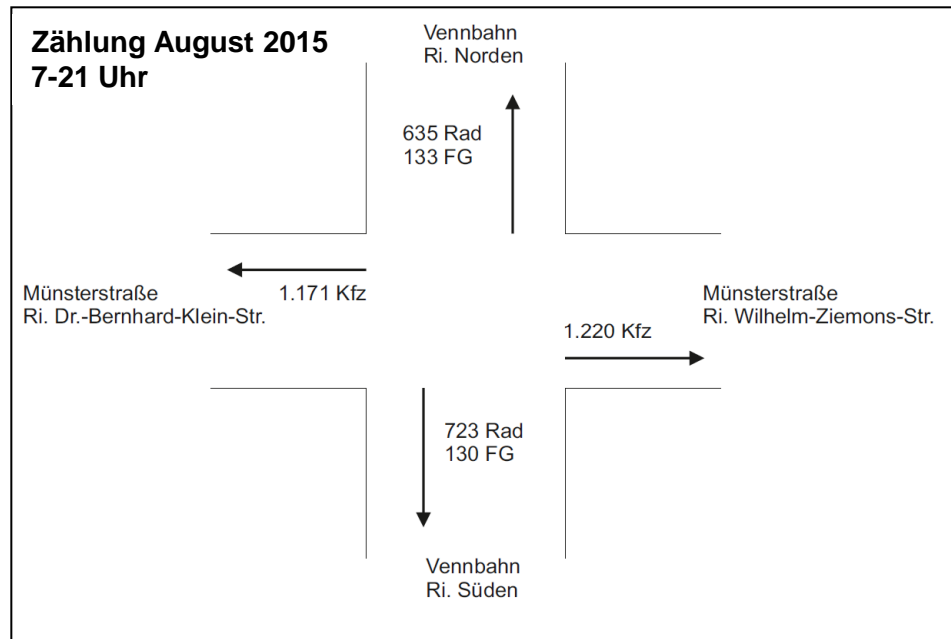 Zählung August 2015
7-21 Uhr
Vennbahn
Ri. Norden
635 Rad
133 FG
Münsterstraße
Ri. Dr.-Bernhard-Klein-Str.
1.171 Kfz
Münsterstraße
Ri. Wilhelm-Ziemons-Str.
1.220 Kfz
723 Rad
130 FG
Vennbahn
Ri. Süden